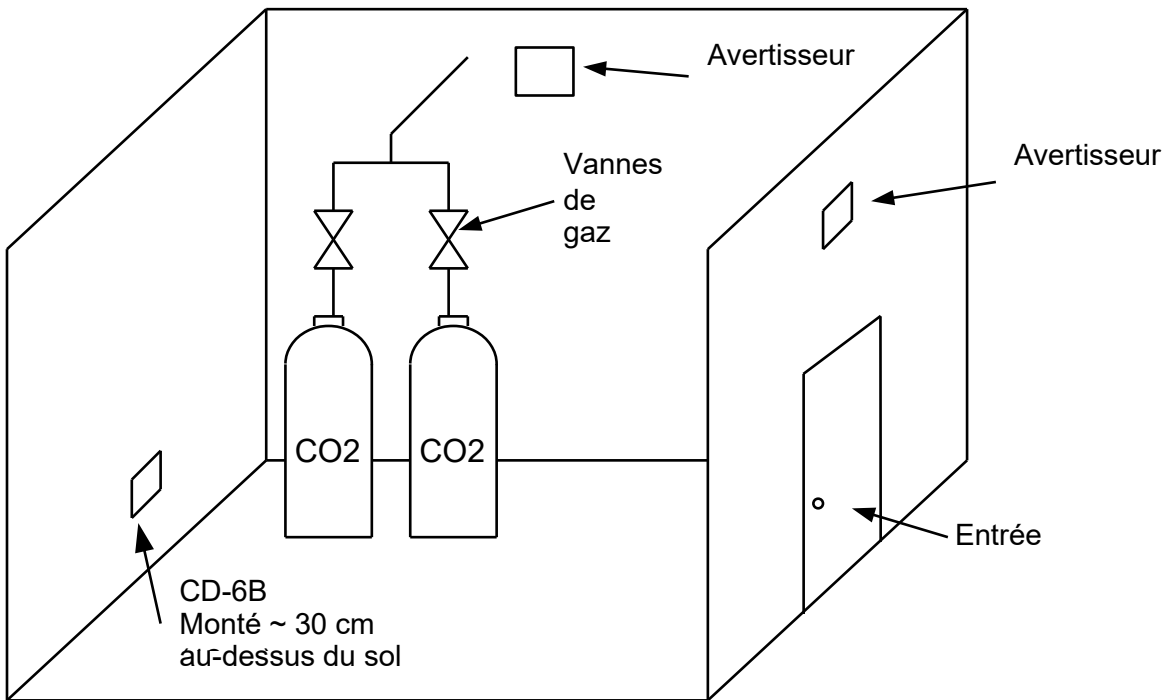 Avertisseur
Avertisseur
Vannes
de
gaz
CO2
CO2
Entrée
CD-6B
Monté ~ 30 cm
au-dessus du sol